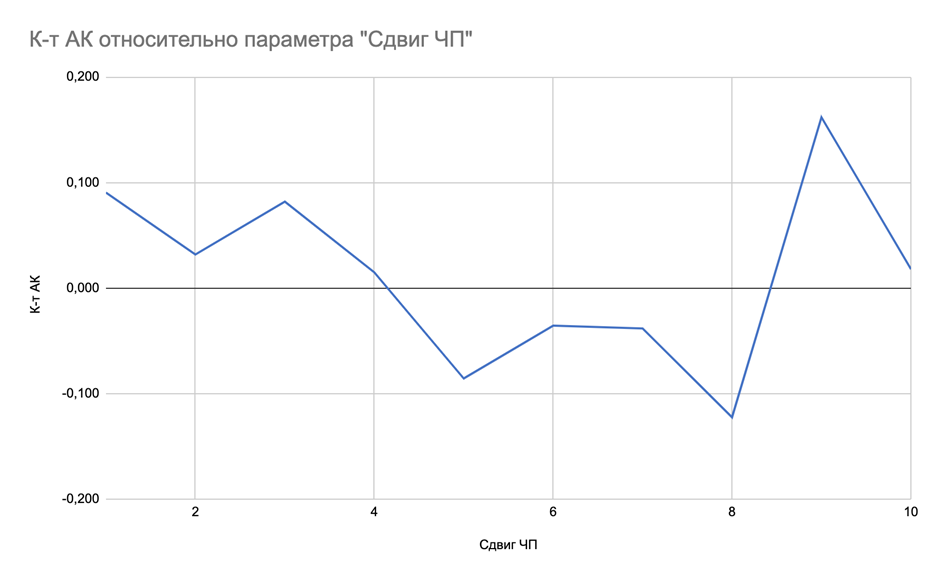 К-т АК относительно параметра "Сдвиг ЧП"
0,200
0,100
0,000
-0,100
-0,200
К-т АК
2 4 6 8 10
Сдвиг ЧП